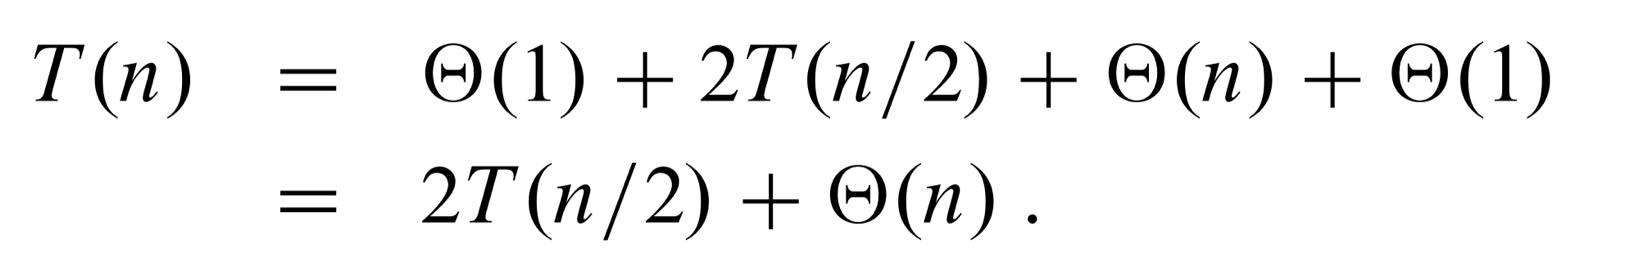 T(n) = Θ(1) + 2T(n/2) + Θ(n) + Θ(1)
= 2T(n/2) + Θ(n) .